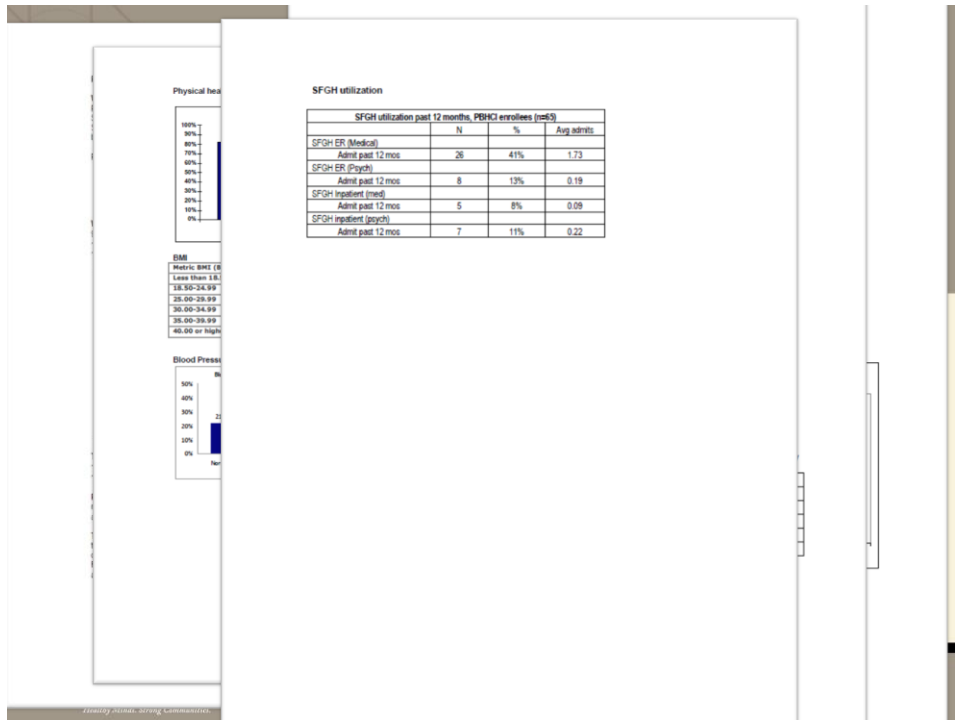 Physical hea
100%
90%
80%
70%
60%
50%
40%
30%
20%
10%
0%
BMI
Metric BMI (B
Less than 18.
18.50-24.99
25.00-29.99
30.00-34.99
35.00-39.99
40.00 or high
Blood Press
50%
40%
30%
20%
10%
0%
SFGH utilization
SFGH utilization past 12 months, PBHCI enrollees (n=65)
N % Avg admits
SFGH ER (Medical)
Admit past 12 mos 26 41% 1.73
SFGH ER (Psych)
Admit past 12 mos 8 13% 0.19
SFGH Inpatient (med)
Admit past 12 mos 5 8% 0.09
SFGH inpatient (psych)
Admit past 12 mos 7 11% 0.22
Healthy Minds. Strong Communities.